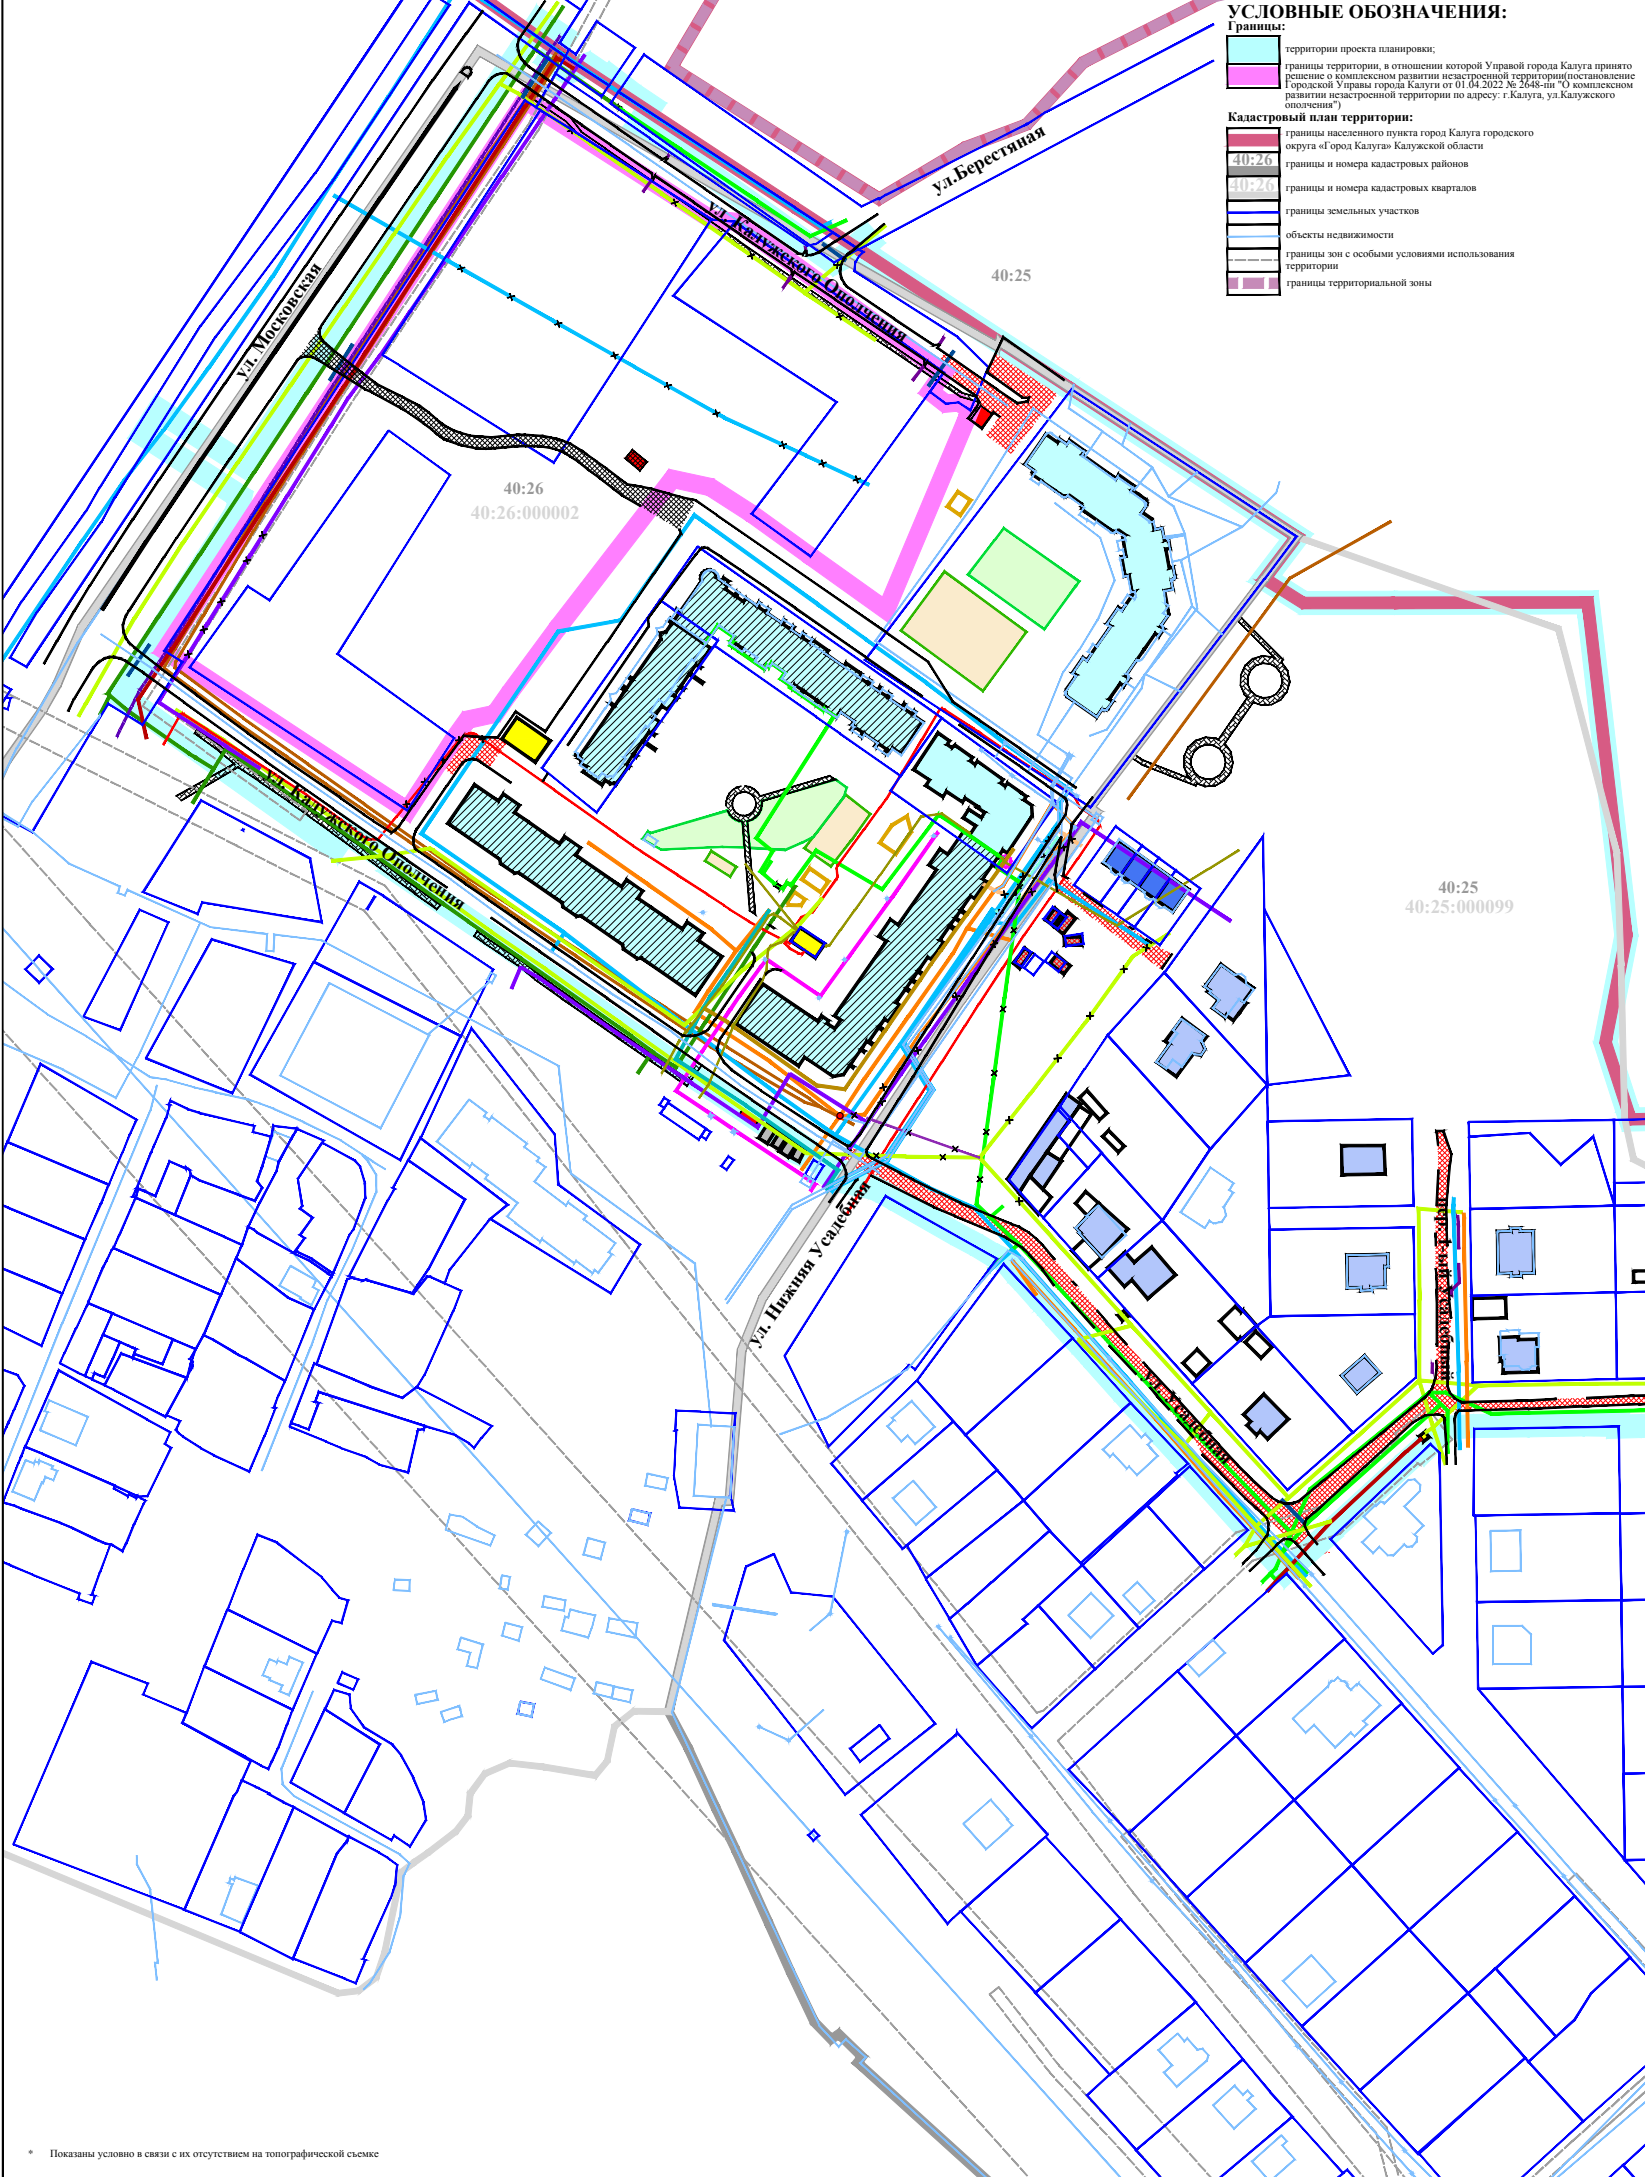 УСЛОВНЫЕ ОБОЗНАЧЕНИЯ:
Границы:
территории проекта планировки;
границы территории, в отношении которой Управой города Калуга принято
решение о комплексном развитии незастроенной территории(постановление
Городской Управы города Калуги от 01.04.2022 № 2648-пи "О комплексном
развитии незастроенной территории по адресу: г.Калуга, ул.Калужского
ополчения")
Кадастровый план территории:
границы населенного пункта город Калуга городского
округа «Город Калуга» Калужской области
40:26
границы и номера кадастровых районов
40:26
границы и номера кадастровых кварталов
границы земельных участков
объекты недвижимости
границы зон с особыми условиями использования
территории
границы территориальной зоны
ул.Берестяная
ул. Калужского Ополчения
ул. Московская
40:25
40:26
40:26:000002
ул. Калужского Ополчения
40:25
40:25:000099
ул. Нижняя Усадебная
ул. Усадебная
* Показаны условно в связи с их отсутствием на топографической съемке